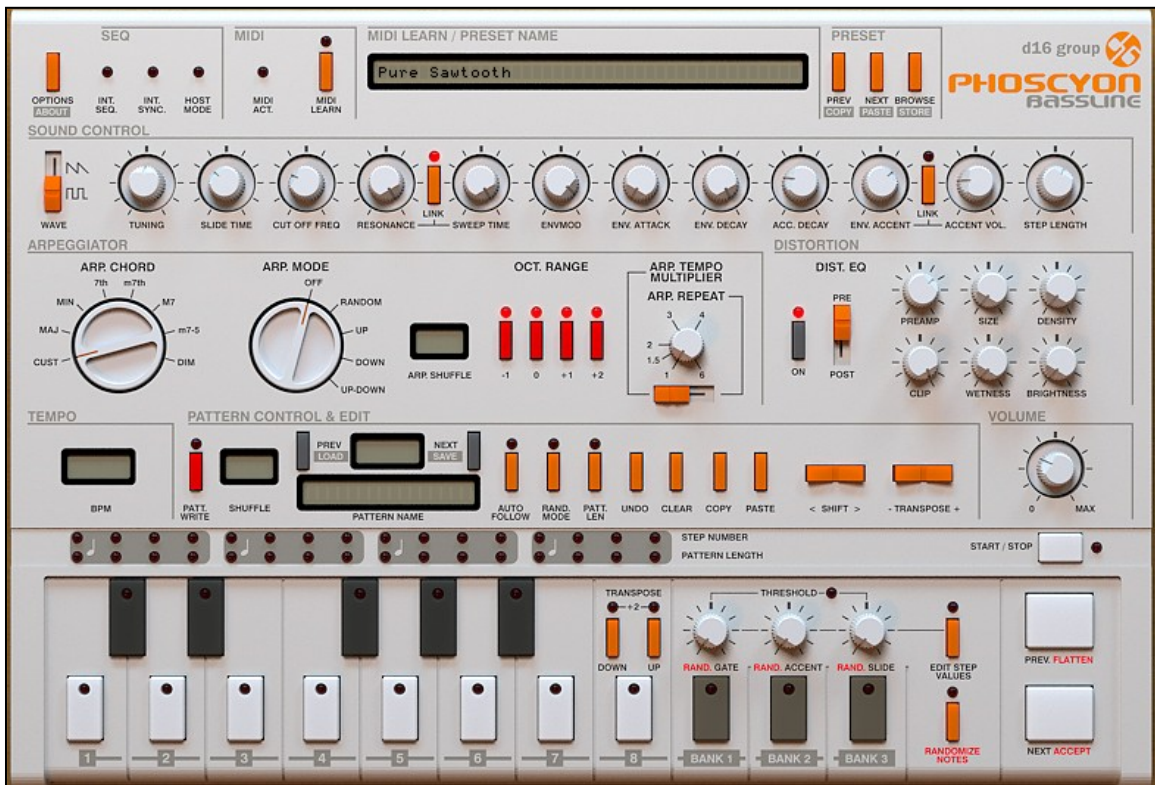 SEQ
MIDI
MIDI LEARN / PRESET NAME
PRESET
d16 group
PHOSCYON
BASSLINE
Pure Sawtooth
OPTIONS
ABOUT
INT. SEQ.
INT. SYNC.
HOST MODE
MIDI ACT.
MIDI LEARN
PREV
COPY
NEXT
PASTE
BROWSE
STORE
SOUND CONTROL
WAVE
TUNING
SLIDE TIME
CUT OFF FREQ
RESONANCE
LINK
SWEEP TIME
ENVMOD
ENV. ATTACK
ENV. DECAY
ACC. DECAY
ENV. ACCENT
LINK
ACCENT VOL.
STEP LENGTH
ARPEGGIATOR
ARP. CHORD
CUST
MAJ
MIN
7th
m7th
M7
m7-5
DIM
ARP. MODE
OFF
RANDOM
UP
DOWN
UP-DOWN
ARP. SHUFFLE
OCT. RANGE
-1
0
+1
+2
ARP. TEMPO
MULTIPLIER
ARP. REPEAT
1
1.5
2
3
4
6
DISTORTION
DIST. EQ
ON
PRE
POST
PREAMP
SIZE
DENSITY
CLIP
WETNESS
BRIGHTNESS
TEMPO
BPM
PATTERN CONTROL & EDIT
PATT. WRITE
SHUFFLE
PREV
LOAD
NEXT
SAVE
PATTERN NAME
AUTO FOLLOW
RAND. MODE
PATT. LEN
UNDO
CLEAR
COPY
PASTE
< SHIFT >
- TRANSPOSE +
VOLUME
0
MAX
STEP NUMBER
PATTERN LENGTH
START / STOP
TRANSPOSE
+2
DOWN
UP
THRESHOLD
RAND. GATE
RAND. ACCENT
RAND. SLIDE
EDIT STEP
VALUES
PREV. FLATTEN
RANDOMIZE
NOTES
NEXT ACCEPT
1
2
3
4
5
6
7
8
BANK 1
BANK 2
BANK 3